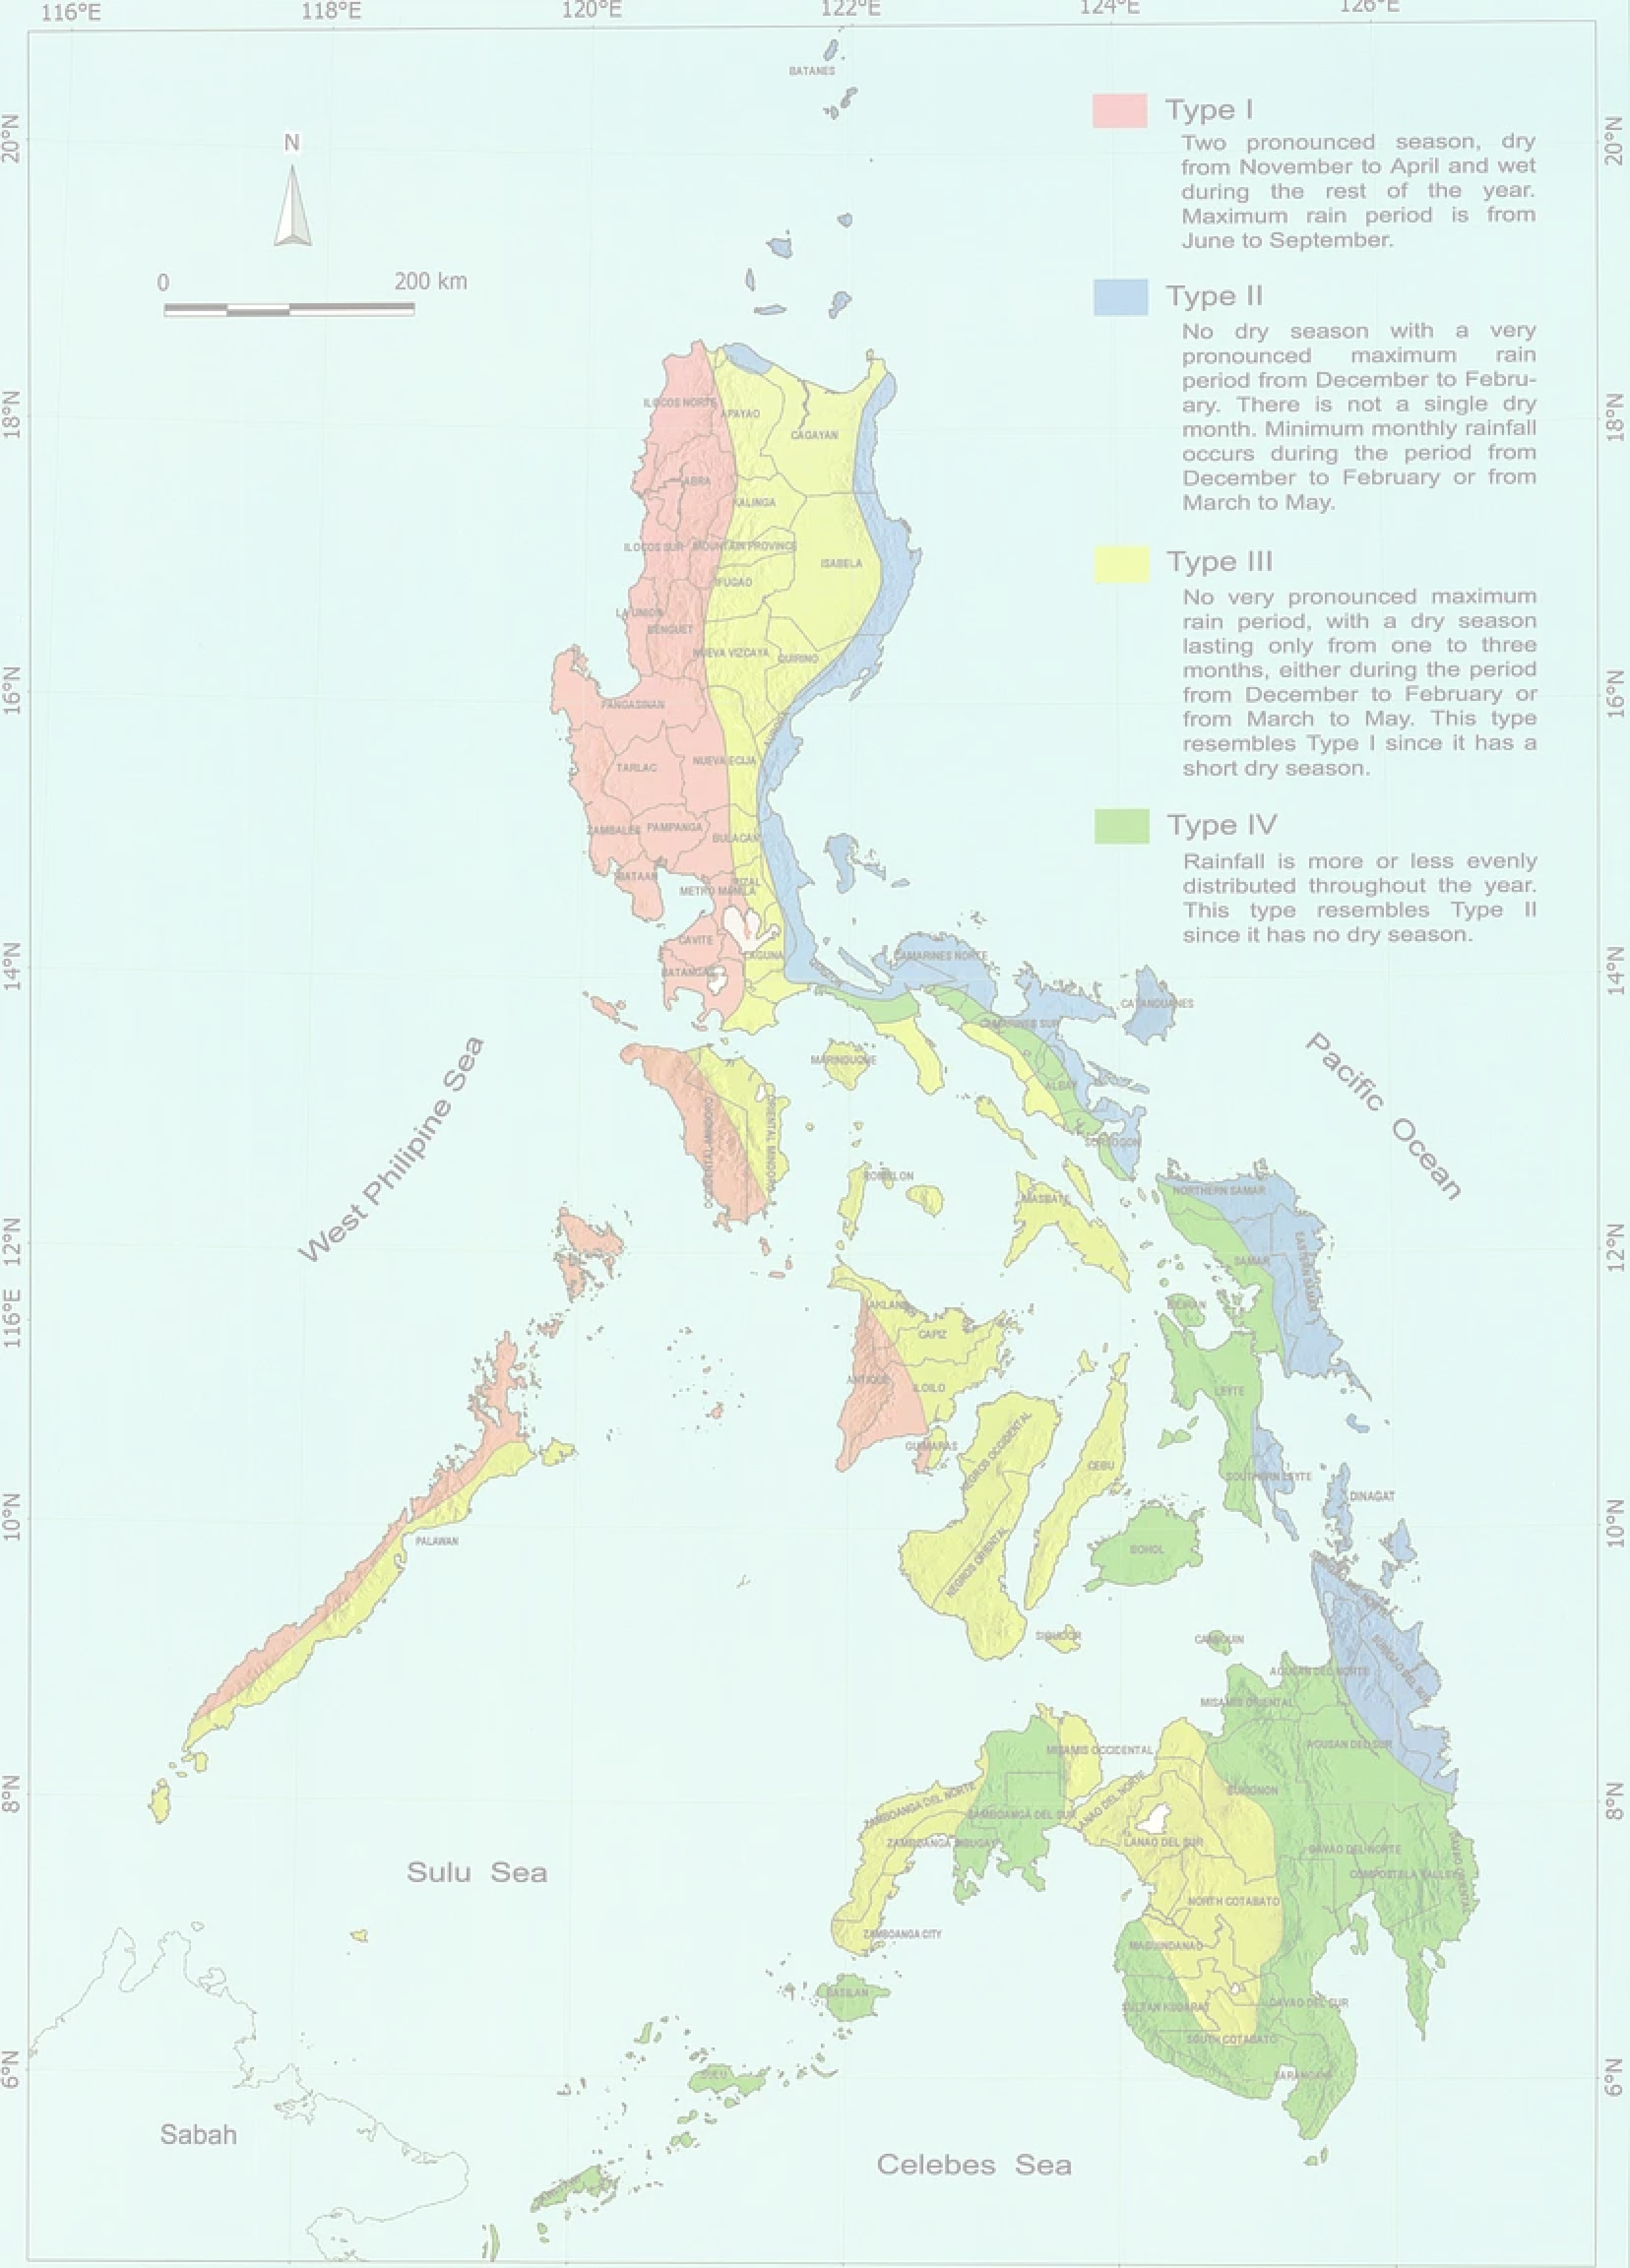 116°E 118°E 120°E 122°E 124°E 126°E
BATANES
20°N
20°N
N
0 200 km
Type I
Two pronounced season, dry
from November to April and wet
during the rest of the year.
Maximum rain period is from
June to September.
Type II
No dry season with a very
pronounced maximum rain
period from December to Febru-
ary. There is not a single dry
month. Minimum monthly rainfall
occurs during the period from
December to February or from
March to May.
Type III
No very pronounced maximum
rain period, with a dry season
lasting only from one to three
months, either during the period
from December to February or
from March to May. This type
resembles Type I since it has a
short dry season.
Type IV
Rainfall is more or less evenly
distributed throughout the year.
This type resembles Type II
since it has no dry season.
18°N
18°N
ILOCOS NORTE
APAYAO
CAGAYAN
ABRA
KALINGA
ILOCOS SUR
MOUNTAIN PROVINCE
ISABELA
IFUGAO
LA UNION
BENGUET
NUEVA VIZCAYA
QUIRINO
16°N
16°N
PANGASINAN
AURORA
TARLAC
NUEVA ECIJA
ZAMBALES
PAMPANGA
BULACAN
BATAAN
RIZAL
METRO MANILA
CAVITE
LAGUNA
BATANGAS
QUEZON
CAMARINES NORTE
14°N
14°N
CATANDUANES
CAMARINES SUR
MARINDUQUE
ALBAY
SORSOGON
OCCIDENTAL MINDORO
ORIENTAL MINDORO
West Philipine Sea
Pacific Ocean
ROMBLON
MASBATE
NORTHERN SAMAR
12°N
12°N
SAMAR
EASTERN SAMAR
116°E
AKLAN
BILIRAN
CAPIZ
ANTIQUE
ILOILO
LEYTE
GUIMARAS
NEGROS OCCIDENTAL
CEBU
SOUTHERN LEYTE
DINAGAT
10°N
10°N
PALAWAN
BOHOL
NEGROS ORIENTAL
SIQUIJOR
CAMIGUIN
SURIGAO DEL SUR
AGUSAN DEL NORTE
MISAMIS ORIENTAL
MISAMIS OCCIDENTAL
AGUSAN DEL SUR
8°N
8°N
ZAMBOANGA DEL NORTE
LANAO DEL NORTE
BUKIDNON
ZAMBOANGA DEL SUR
ZAMBOANGA SIBUGAY
LANAO DEL SUR
DAVAO DEL NORTE
COMPOSTELA VALLEY
DAVAO ORIENTAL
Sulu Sea
NORTH COTABATO
ZAMBOANGA CITY
MAGUINDANAO
BASILAN
SULTAN KUDARAT
DAVAO DEL SUR
SOUTH COTABATO
6°N
6°N
SULU
SARANGANI
Sabah
Celebes Sea